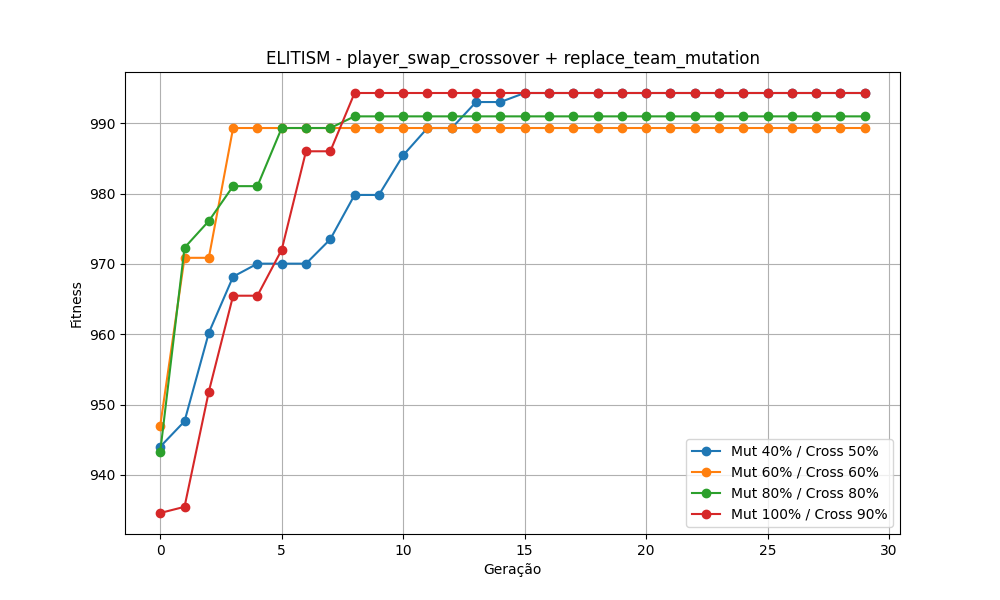 ELITISM - player_swap_crossover + replace_team_mutation
Fitness
990
980
970
960
950
940
0 5 10 15 20 25 30
Geração
Mut 40% / Cross 50%
Mut 60% / Cross 60%
Mut 80% / Cross 80%
Mut 100% / Cross 90%